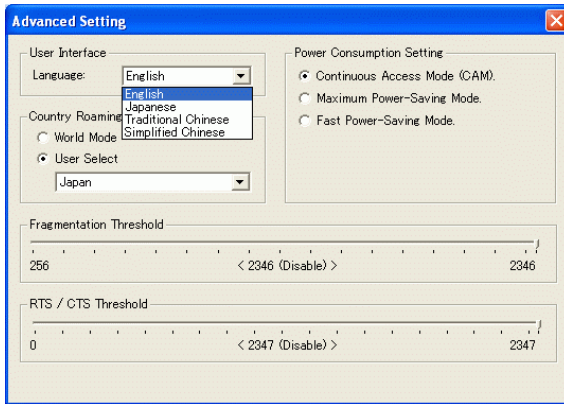 Advanced Setting
User Interface
Language: English
English
Japanese
Traditional Chinese
Simplified Chinese
Country Roaming
World Mode
User Select
Japan
Power Consumption Setting
Continuous Access Mode (CAM).
Maximum Power-Saving Mode.
Fast Power-Saving Mode.
Fragmentation Threshold
256 < 2346 (Disable) > 2346
RTS / CTS Threshold
0 < 2347 (Disable) > 2347